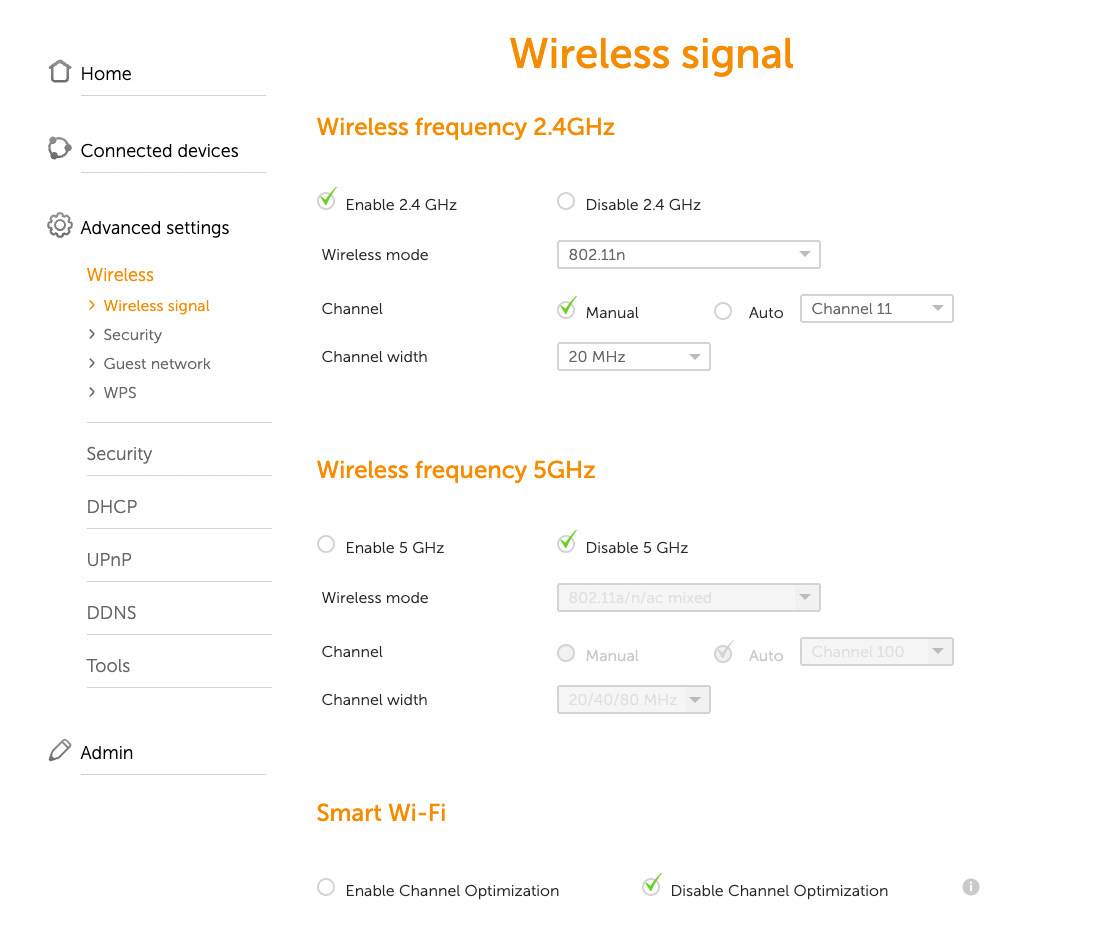 Wireless signal
Home
Connected devices
Advanced settings
Wireless
Wireless signal
Security
Guest network
WPS
Security
DHCP
UPnP
DDNS
Tools
Admin
Wireless frequency 2.4GHz
Enable 2.4 GHz Disable 2.4 GHz
Wireless mode 802.11n
Channel Manual Auto Channel 11
Channel width 20 MHz
Wireless frequency 5GHz
Enable 5 GHz Disable 5 GHz
Wireless mode 802.11a/n/ac mixed
Channel Manual Auto Channel 100
Channel width 20/40/80 MHz
Smart Wi-Fi
Enable Channel Optimization Disable Channel Optimization